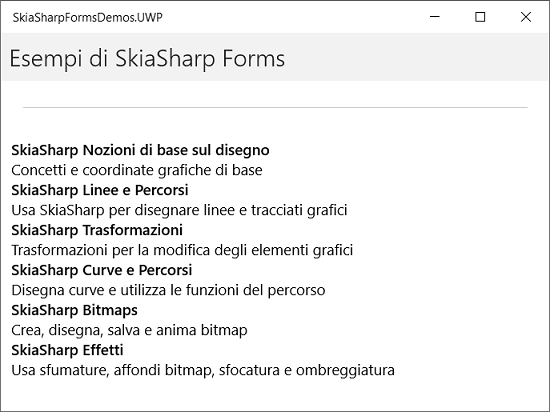 SkiaSharpFormsDemos.UWP
Esempi di SkiaSharp Forms
SkiaSharp Nozioni di base sul disegno
Concetti e coordinate grafiche di base
SkiaSharp Linee e Percorsi
Usa SkiaSharp per disegnare linee e tracciati grafici
SkiaSharp Trasformazioni
Trasformazioni per la modifica degli elementi grafici
SkiaSharp Curve e Percorsi
Disegna curve e utilizza le funzioni del percorso
SkiaSharp Bitmaps
Crea, disegna, salva e anima bitmap
SkiaSharp Effetti
Usa sfumature, affondi bitmap, sfocatura e ombreggiatura